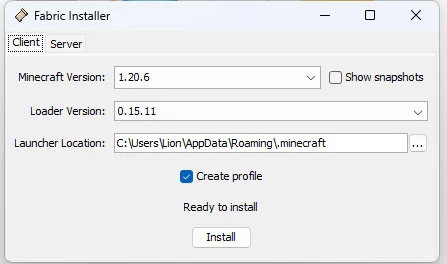 Fabric Installer
Client Server
Minecraft Version: 1.20.6 Show snapshots
Loader Version: 0.15.11
Launcher Location: C:\Users\Lion\AppData\Roaming\.minecraft ...
Create profile
Ready to install
Install